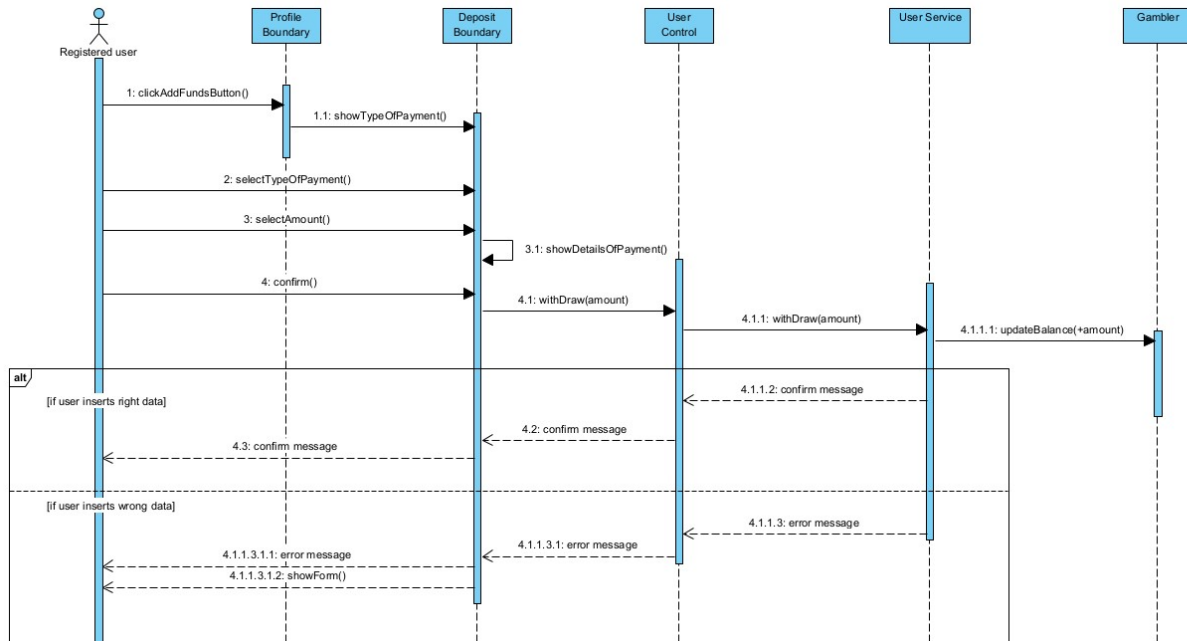 Registered user
Profile
Boundary
Deposit
Boundary
User
Control
User Service
Gambler
1: clickAddFundsButton()
1.1: showTypeOfPayment()
2: selectTypeOfPayment()
3: selectAmount()
3.1: showDetailsOfPayment()
4: confirm()
4.1: withDraw(amount)
4.1.1: withDraw(amount)
4.1.1.1: updateBalance(+amount)
alt
[if user inserts right data]
4.1.1.2: confirm message
4.2: confirm message
4.3: confirm message
[if user inserts wrong data]
4.1.1.3: error message
4.1.1.3.1: error message
4.1.1.3.1.1: error message
4.1.1.3.1.2: showForm()